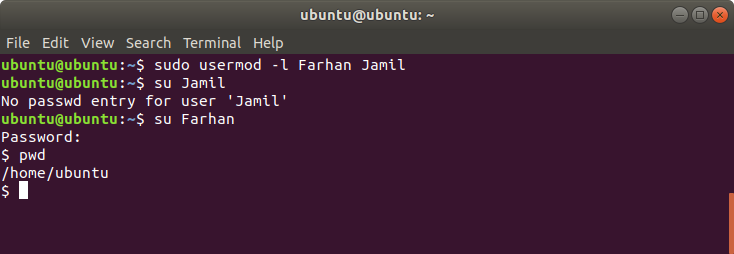 ubuntu@ubuntu: ~
File Edit View Search Terminal Help
ubuntu@ubuntu:~$ sudo usermod -l Farhan Jamil
ubuntu@ubuntu:~$ su Jamil
No passwd entry for user 'Jamil'
ubuntu@ubuntu:~$ su Farhan
Password:
$ pwd
/home/ubuntu
$